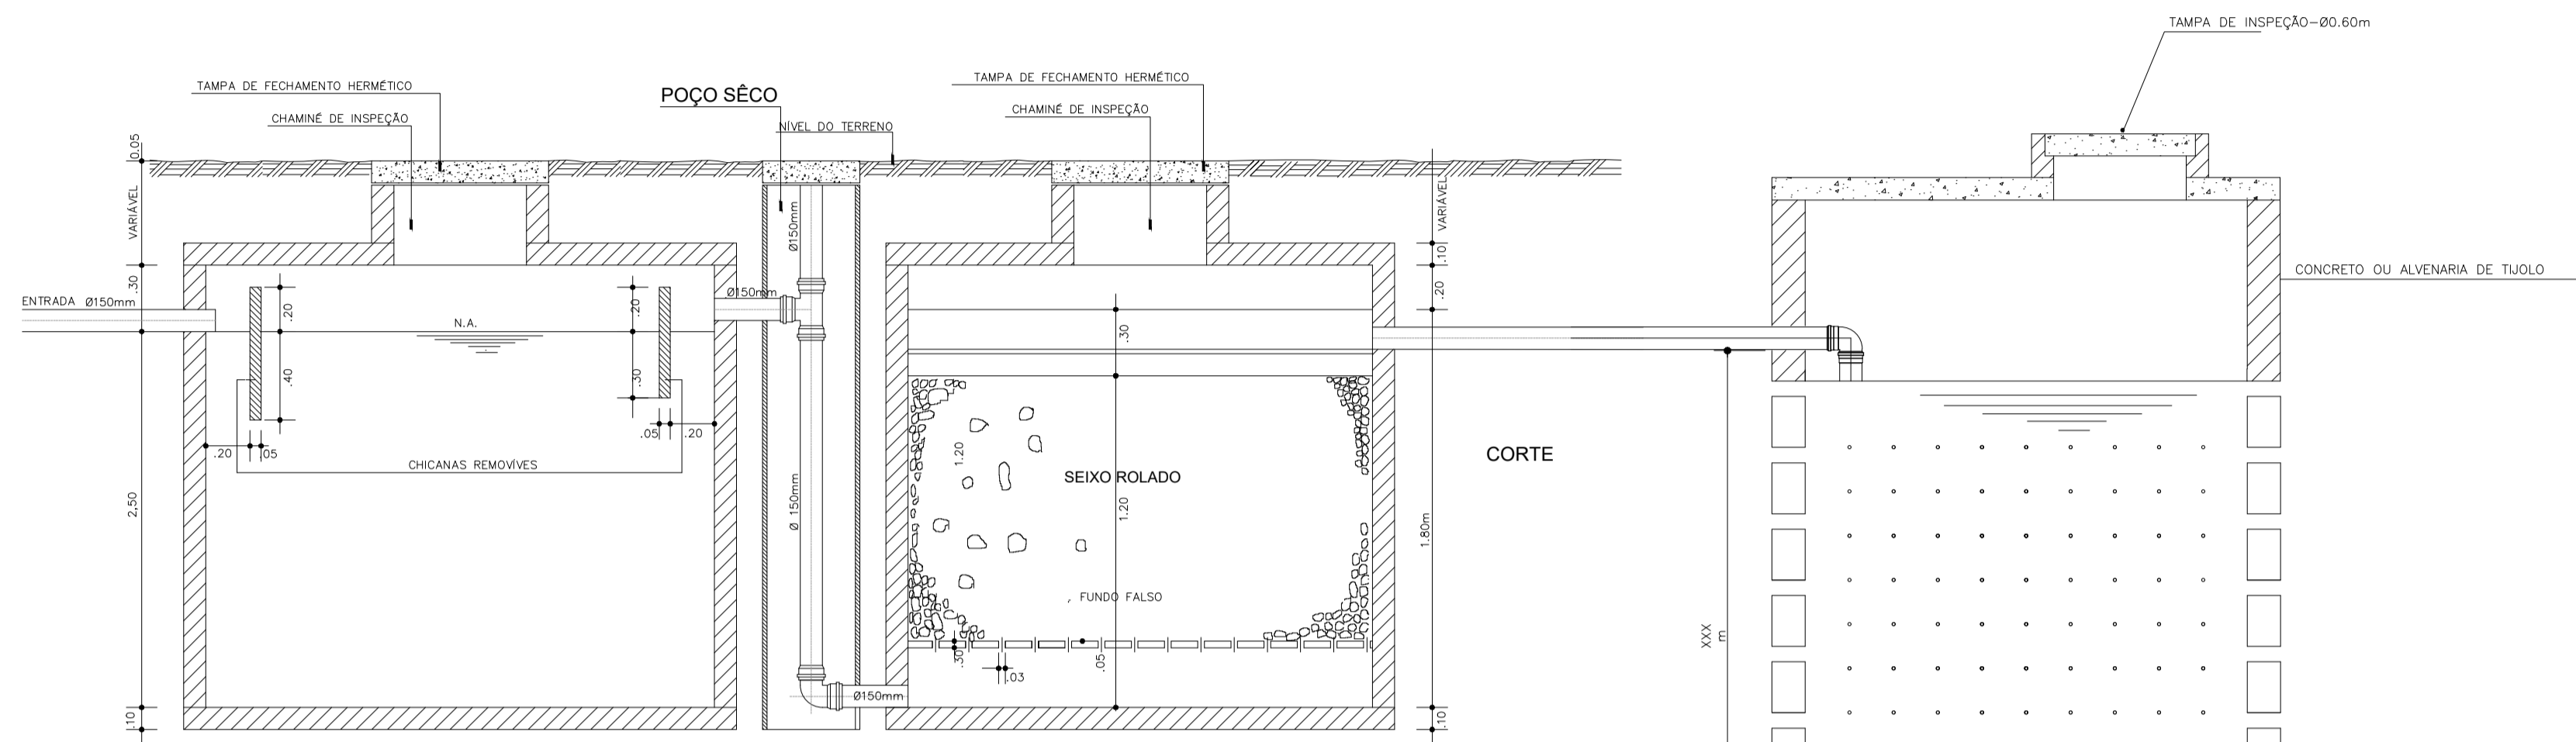 TAMPA DE INSPEÇÃO-Ø0.60m
TAMPA DE FECHAMENTO HERMÉTICO
CHAMINÉ DE INSPEÇÃO
POÇO SÊCO
NÍVEL DO TERRENO
TAMPA DE FECHAMENTO HERMÉTICO
CHAMINÉ DE INSPEÇÃO
0.05
VARIÁVEL
.30
ENTRADA Ø150mm
2,50
.10
.20
.40
N.A.
.20
.30
.05
.20
.20
.05
CHICANAS REMOVÍVES
Ø150mm
Ø150mm
Ø 150mm
Ø150mm
.30
1.20
SEIXO ROLADO
1.20
, FUNDO FALSO
.30
.03
.05
VARIÁVEL
.10
.20
1.80m
.10
CORTE
XXX
m
CONCRETO OU ALVENARIA DE TIJOLO